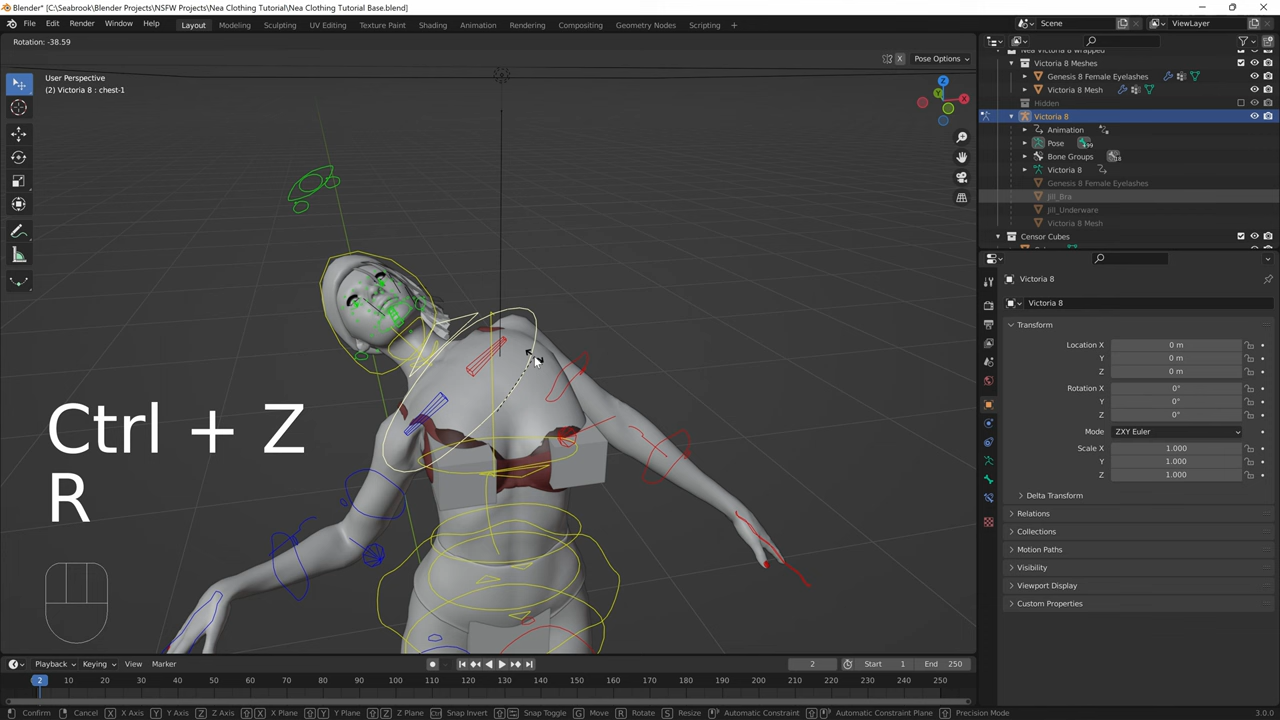 Blender* [C:\Seabrook\Blender Projects\NSFW Projects\Nea Clothing Tutorial\Nea Clothing Tutorial Base.blend]
File Edit Render Window Help Layout Modeling Sculpting UV Editing Texture Paint Shading Animation Rendering Compositing Geometry Nodes Scripting + Scene ViewLayer
Rotation: -38.59
X Pose Options
User Perspective
(2) Victoria 8 : chest-1
Z
Y
X
Nea Victoria 8 Wrapped
Victoria 8 Meshes
Genesis 8 Female Eyelashes
Victoria 8 Mesh
Hidden
Victoria 8
Animation
Pose 99
Bone Groups 18
Victoria 8
Genesis 8 Female Eyelashes
Jill_Bra
Jill_Underware
Victoria 8 Mesh
Censor Cubes
Victoria 8
Victoria 8
Transform
Location X 0 m
Y 0 m
Z 0 m
Rotation X 0°
Y 0°
Z 0°
Mode ZXY Euler
Scale X 1.000
Y 1.000
Z 1.000
Delta Transform
Relations
Collections
Motion Paths
Visibility
Viewport Display
Custom Properties
Ctrl + Z
R
Playback Keying View Marker 2 Start 1 End 250
2 10 20 30 40 50 60 70 80 90 100 110 120 130 140 150 160 170 180 190 200 210 220 230 240 250
Confirm Cancel X X Axis Y Y Axis Z Z Axis X X Plane Y Y Plane Z Z Plane Snap Invert Snap Toggle G Move R Rotate S Resize Automatic Constraint Automatic Constraint Plane Precision Mode 3.0.0